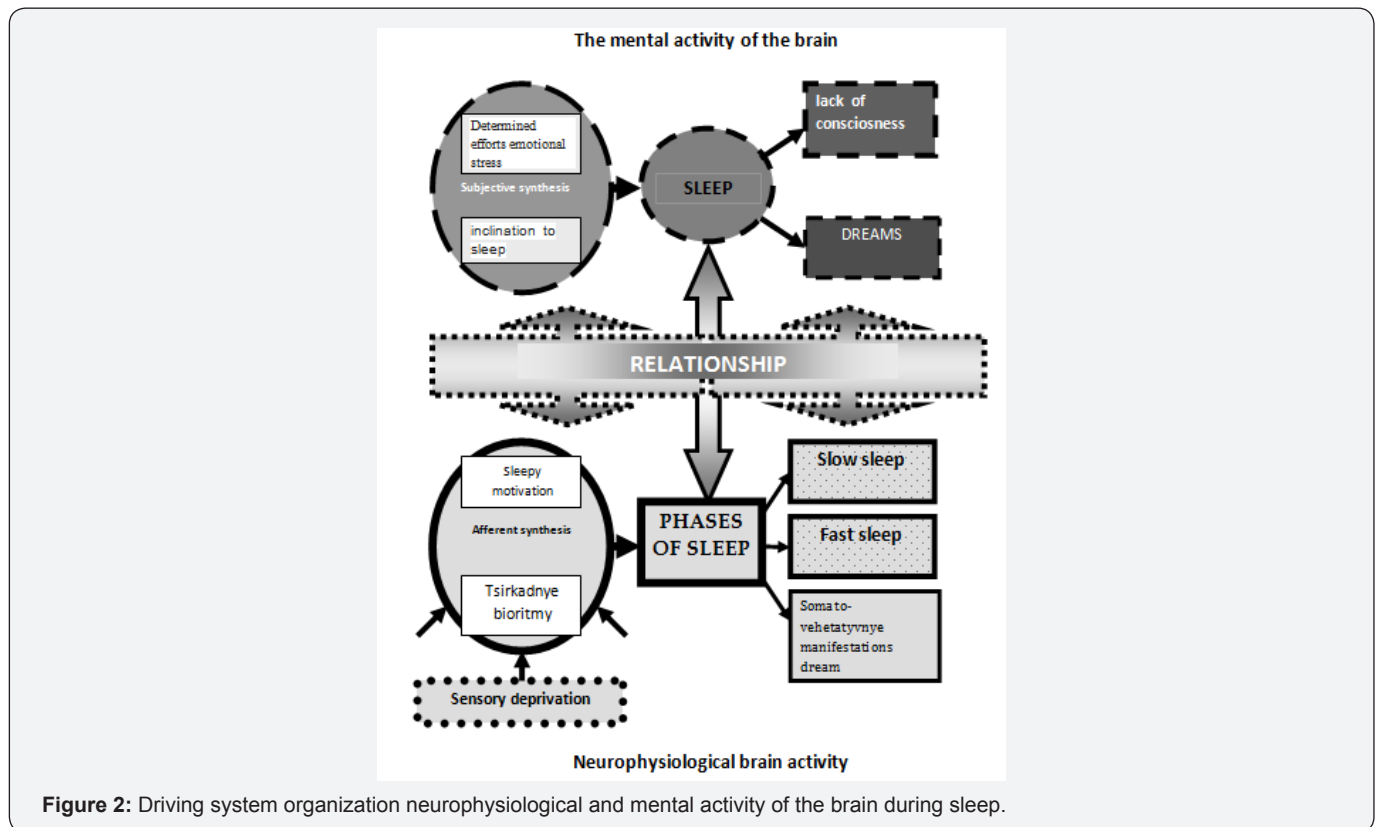 The mental activity of the brain
Determined
efforts emotional
stress
Subjective synthesis
inclination to
sleep
SLEEP
lack of
consciosness
DREAMS
RELATIONSHIP
Sleepy
motivation
Afferent synthesis
Tsirkadnye
bioritmy
Sensory deprivation
PHASES
OF SLEEP
Slow sleep
Fast sleep
Somato-
vehetatyvnye
manifestations
dream
Neurophysiological brain activity
Figure 2: Driving system organization neurophysiological and mental activity of the brain during sleep.